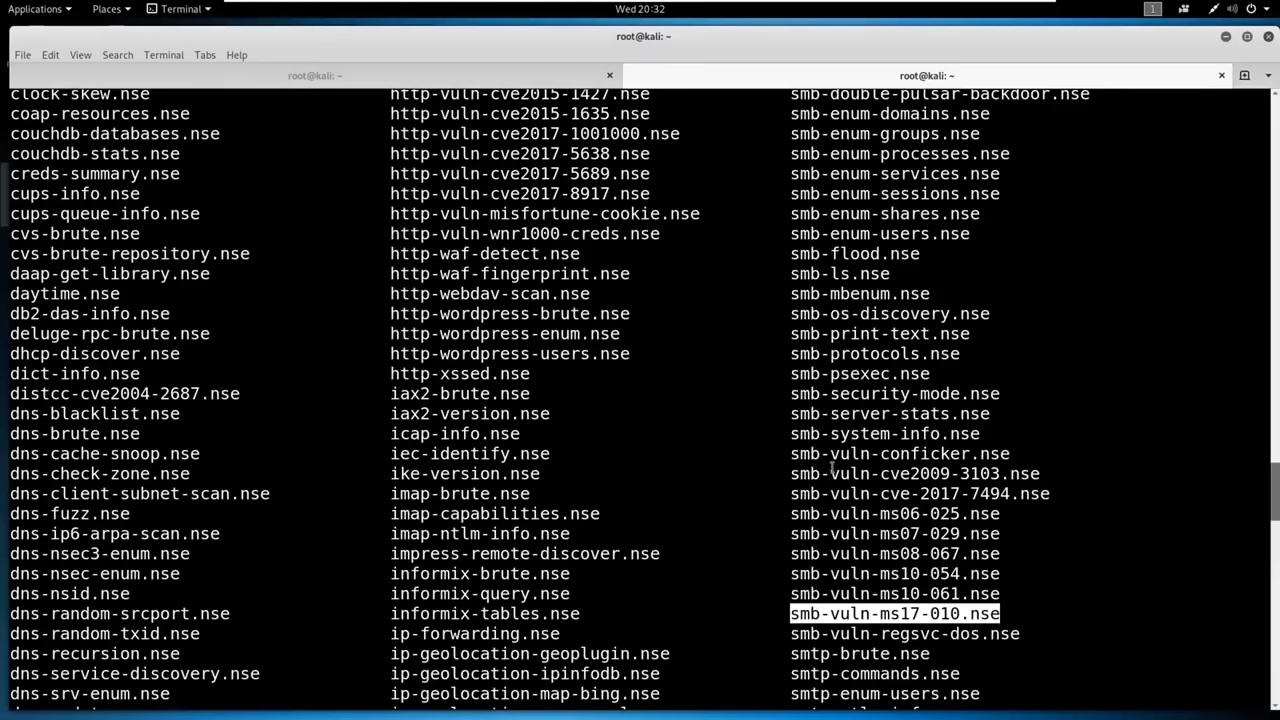 Applications Places Terminal Wed 20:32 1
root@kali: ~
File Edit View Search Terminal Tabs Help
root@kali: ~ root@kali: ~
clock-skew.nse http-vuln-cve2015-1427.nse smb-double-pulsar-backdoor.nse
coap-resources.nse http-vuln-cve2015-1635.nse smb-enum-domains.nse
couchdb-databases.nse http-vuln-cve2017-1001000.nse smb-enum-groups.nse
couchdb-stats.nse http-vuln-cve2017-5638.nse smb-enum-processes.nse
creds-summary.nse http-vuln-cve2017-5689.nse smb-enum-services.nse
cups-info.nse http-vuln-cve2017-8917.nse smb-enum-sessions.nse
cups-queue-info.nse http-vuln-misfortune-cookie.nse smb-enum-shares.nse
cvs-brute.nse http-vuln-wnr1000-creds.nse smb-enum-users.nse
cvs-brute-repository.nse http-waf-detect.nse smb-flood.nse
daap-get-library.nse http-waf-fingerprint.nse smb-ls.nse
daytime.nse http-webdav-scan.nse smb-mbenum.nse
db2-das-info.nse http-wordpress-brute.nse smb-os-discovery.nse
deluge-rpc-brute.nse http-wordpress-enum.nse smb-print-text.nse
dhcp-discover.nse http-wordpress-users.nse smb-protocols.nse
dict-info.nse http-xssed.nse smb-psexec.nse
distcc-cve2004-2687.nse iax2-brute.nse smb-security-mode.nse
dns-blacklist.nse iax2-version.nse smb-server-stats.nse
dns-brute.nse icap-info.nse smb-system-info.nse
dns-cache-snoop.nse iec-identify.nse smb-vuln-conficker.nse
dns-check-zone.nse ike-version.nse smb-vuln-cve2009-3103.nse
dns-client-subnet-scan.nse imap-brute.nse smb-vuln-cve-2017-7494.nse
dns-fuzz.nse imap-capabilities.nse smb-vuln-ms06-025.nse
dns-ip6-arpa-scan.nse imap-ntlm-info.nse smb-vuln-ms07-029.nse
dns-nsec3-enum.nse impress-remote-discover.nse smb-vuln-ms08-067.nse
dns-nsec-enum.nse informix-brute.nse smb-vuln-ms10-054.nse
dns-nsid.nse informix-query.nse smb-vuln-ms10-061.nse
dns-random-srcport.nse informix-tables.nse smb-vuln-ms17-010.nse
dns-random-txid.nse ip-forwarding.nse smb-vuln-regsvc-dos.nse
dns-recursion.nse ip-geolocation-geoplugin.nse smtp-brute.nse
dns-service-discovery.nse ip-geolocation-ipinfodb.nse smtp-commands.nse
dns-srv-enum.nse ip-geolocation-map-bing.nse smtp-enum-users.nse